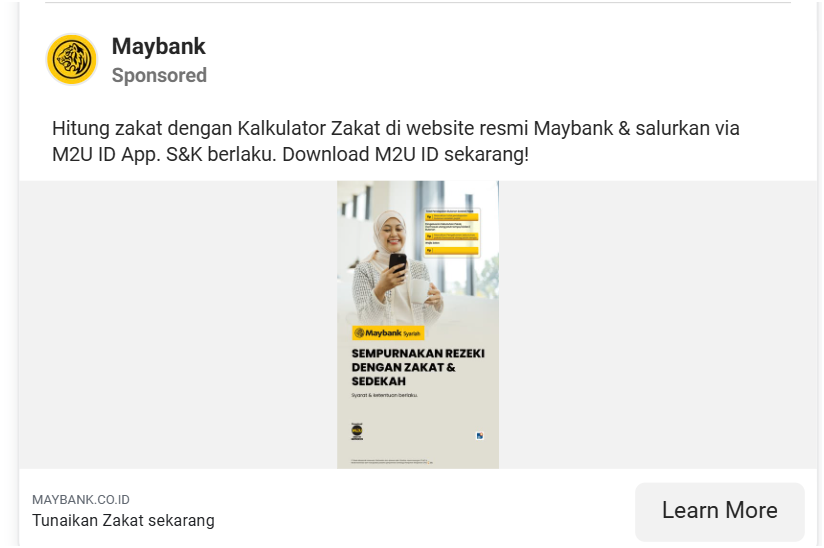 Maybank
Sponsored
Hitung zakat dengan Kalkulator Zakat di website resmi Maybank & salurkan via
M2U ID App. S&K berlaku. Download M2U ID sekarang!
Maybank Syariah
SEMPURNAKAN REZEKI
DENGAN ZAKAT &
SEDEKAH
Syarat & ketentuan berlaku.
MAYBANK.CO.ID
Tunaikan Zakat sekarang
Learn More